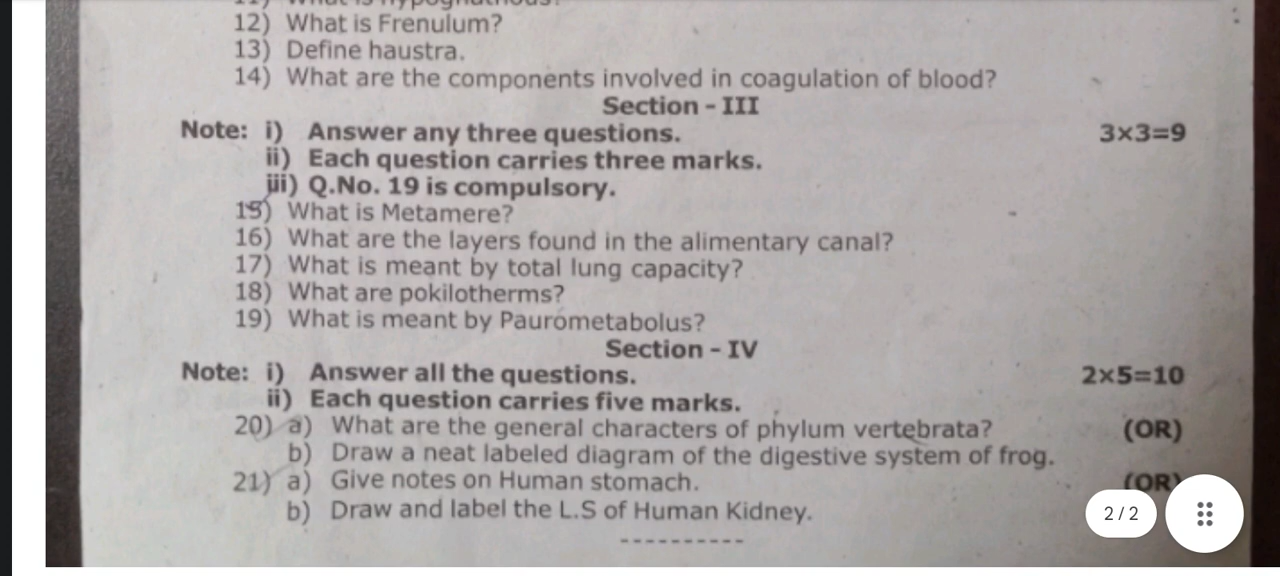 12) What is Frenulum?
13) Define haustra.
14) What are the components involved in coagulation of blood?
Section - III
Note: i) Answer any three questions. 3×3=9
ii) Each question carries three marks.
iii) Q.No. 19 is compulsory.
15) What is Metamere?
16) What are the layers found in the alimentary canal?
17) What is meant by total lung capacity?
18) What are pokilotherms?
19) What is meant by Paurometabolus?
Section - IV
Note: i) Answer all the questions. 2×5=10
ii) Each question carries five marks.
20) a) What are the general characters of phylum vertebrata? (OR)
b) Draw a neat labeled diagram of the digestive system of frog.
21) a) Give notes on Human stomach. (OR)
b) Draw and label the L.S of Human Kidney.
2 / 2